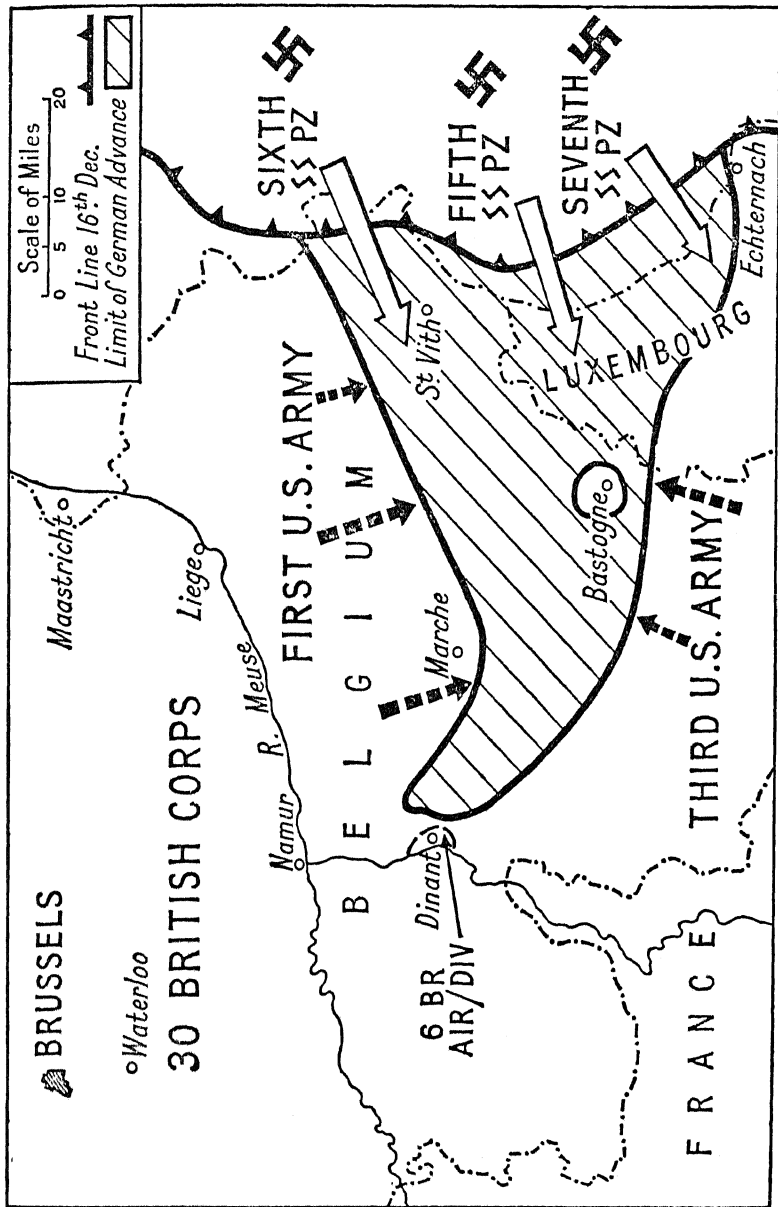 BRUSSELS
Waterloo
30 BRITISH CORPS
Maastricht
Liege
Namur
R. Meuse
BELGIUM
FIRST U.S. ARMY
Dinant
6 BR
AIR/DIV
Marche
St Vith
Bastogne
LUXEMBOURG
Echternach
THIRD U.S. ARMY
FRANCE
Scale of Miles
0 5 10 20
Front Line 16th Dec.
Limit of German Advance
SIXTH
SS PZ
FIFTH
SS PZ
SEVENTH
SS PZ